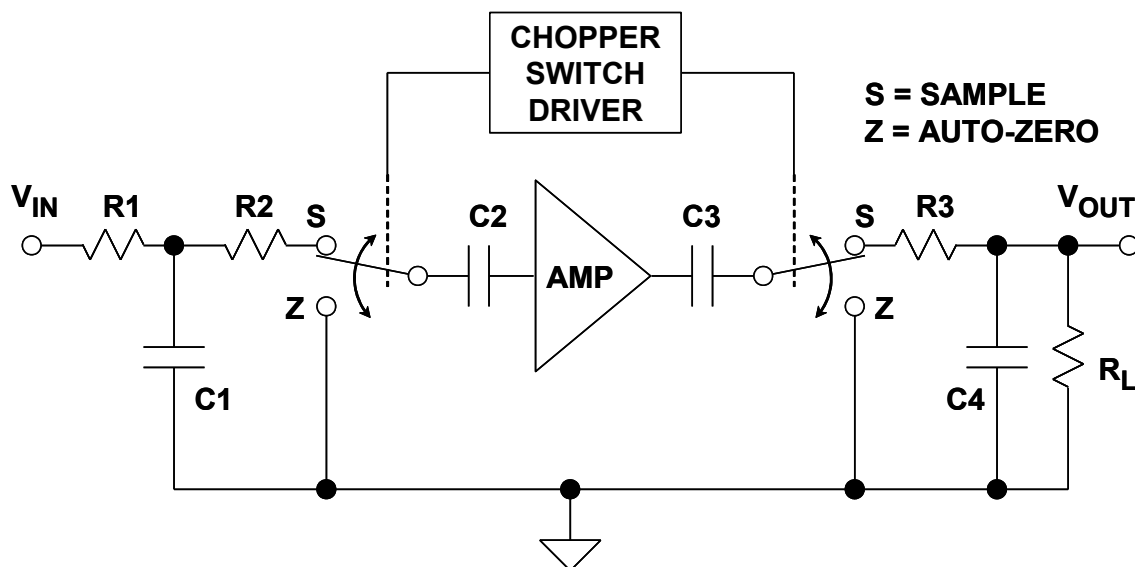 CHOPPER
SWITCH
DRIVER
S = SAMPLE
Z = AUTO-ZERO
VIN
R1
R2
S
C2
AMP
C3
S
R3
VOUT
Z
Z
C1
C4
RL